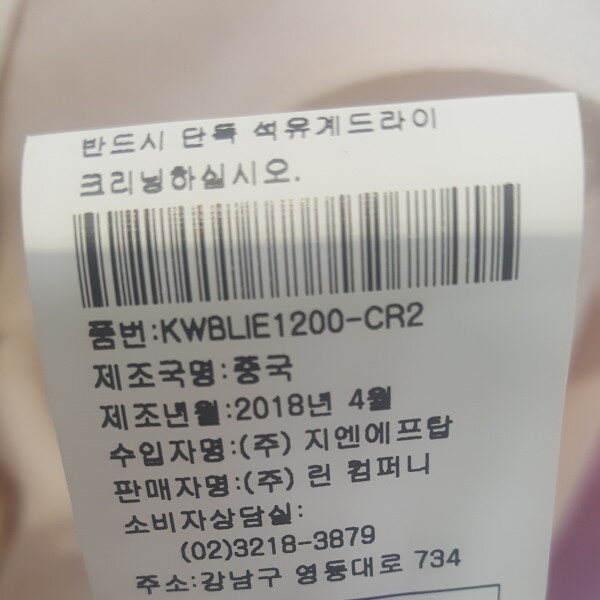 반드시 단독 석유계드라이
크리닝하실시오.
품번:KWBLIE1200-CR2
제조국명:중국
제조년월:2018년 4월
수입자명:(주) 지엔에프탑
판매자명:(주) 린 컴퍼니
소비자상담실:
(02)3218-3879
주소:강남구 영동대로 734